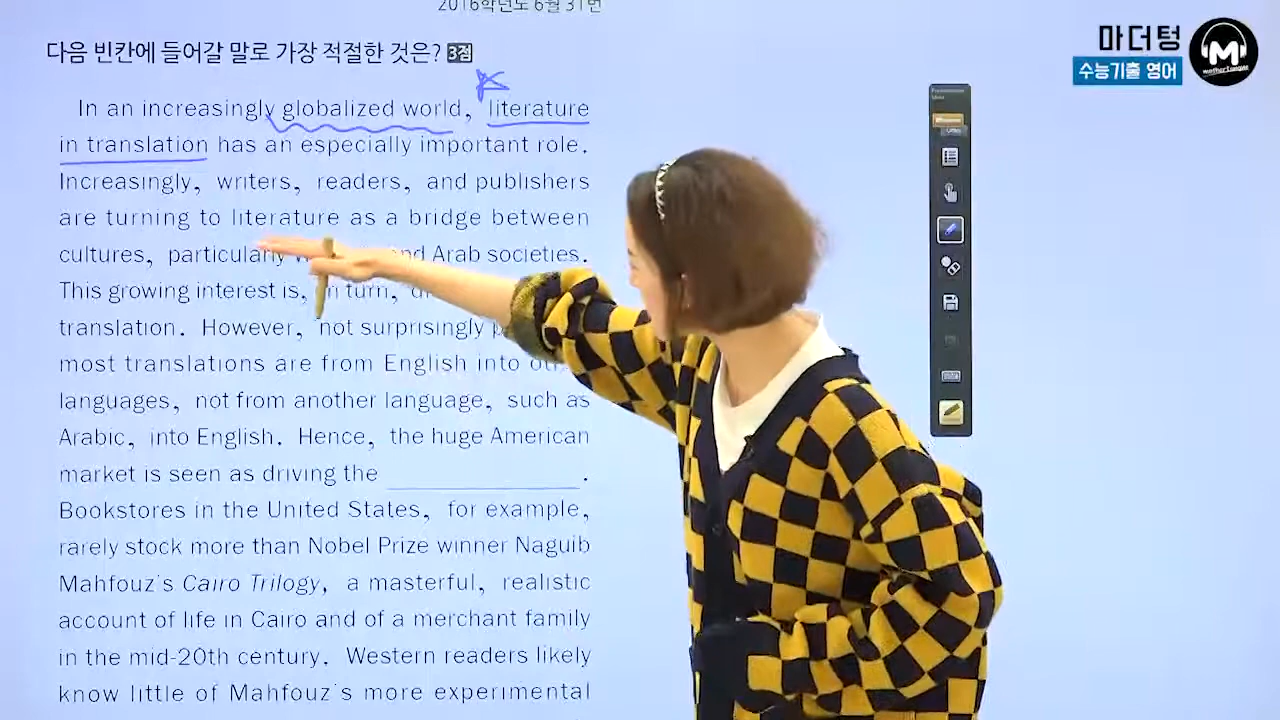 2016학년도 6월 31번
다음 빈칸에 들어갈 말로 가장 적절한 것은? 3점
마더텅
수능기출 영어
M
In an increasingly globalized world, literature
in translation has an especially important role.
Increasingly, writers, readers, and publishers
are turning to literature as a bridge between
cultures, particularly and Arab societies.
This growing interest is, in turn,
translation. However, not surprisingly
most translations are from English into
languages, not from another language, such as
Arabic, into English. Hence, the huge American
market is seen as driving the
Bookstores in the United States, for example,
rarely stock more than Nobel Prize winner Naguib
Mahfouz's Cairo Trilogy, a masterful, realistic
account of life in Cairo and of a merchant family
in the mid-20th century. Western readers likely
know little of Mahfouz's more experimental